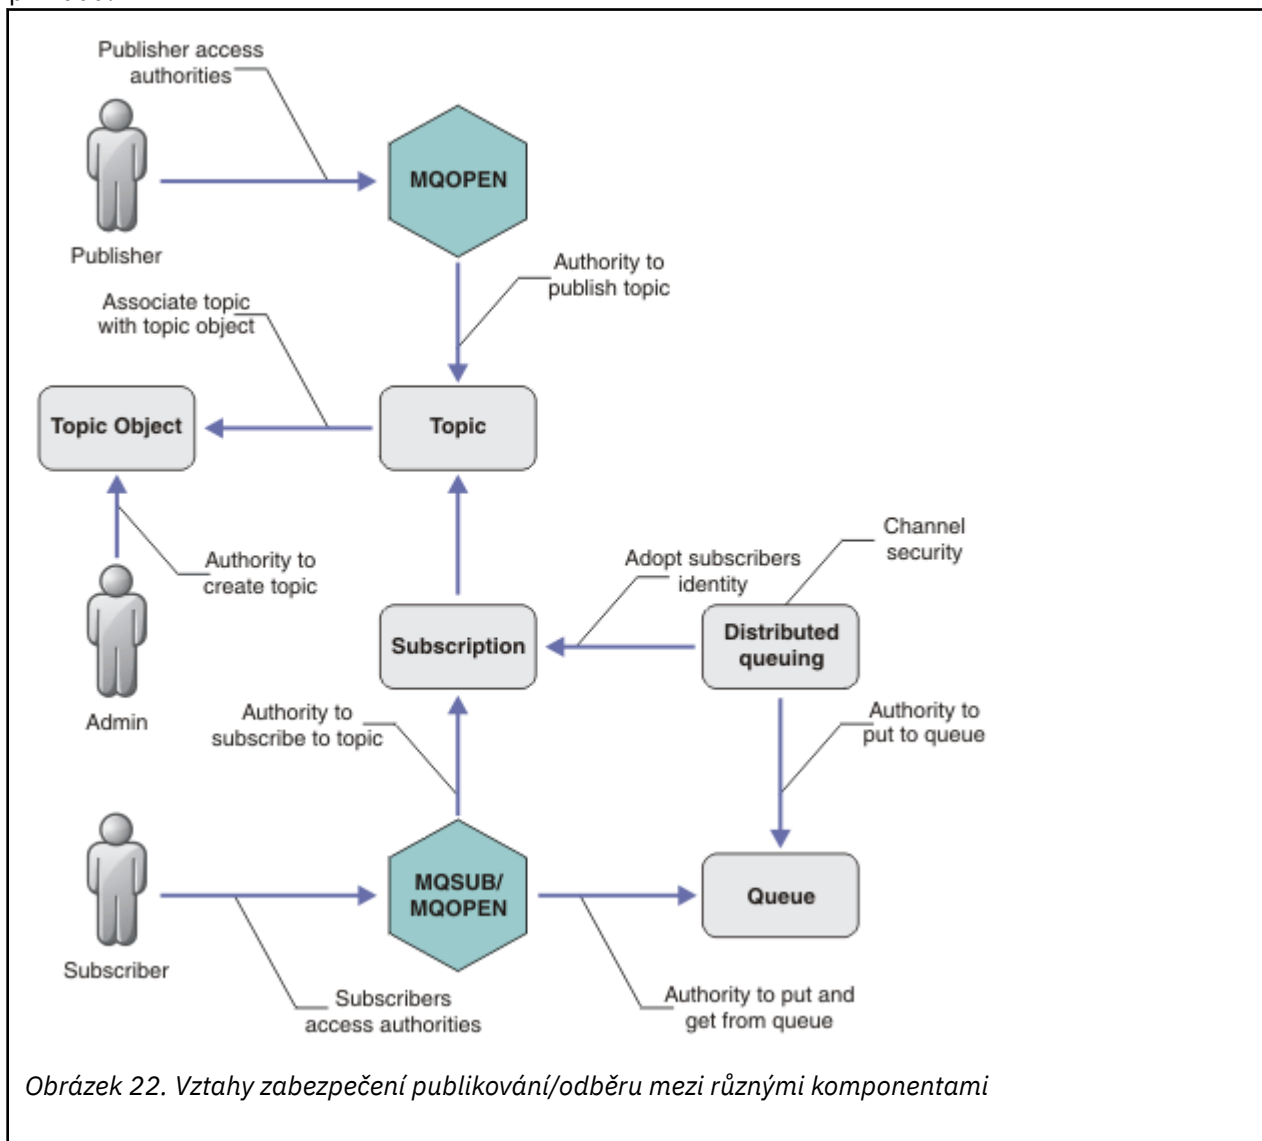 Publisher access
authorities
MQOPEN
Publisher
Authority to
publish topic
Associate topic
with topic object
Topic Object
Topic
Channel
security
Authority to
create topic
Adopt subscribers
identity
Subscription
Distributed
queuing
Admin
Authority to
subscribe to topic
Authority to
put to queue
MQSUB/
MQOPEN
Queue
Subscriber
Subscribers
access authorities
Authority to put and
get from queue
Obrázek 22. Vztahy zabezpečení publikování/odběru mezi různými komponentami